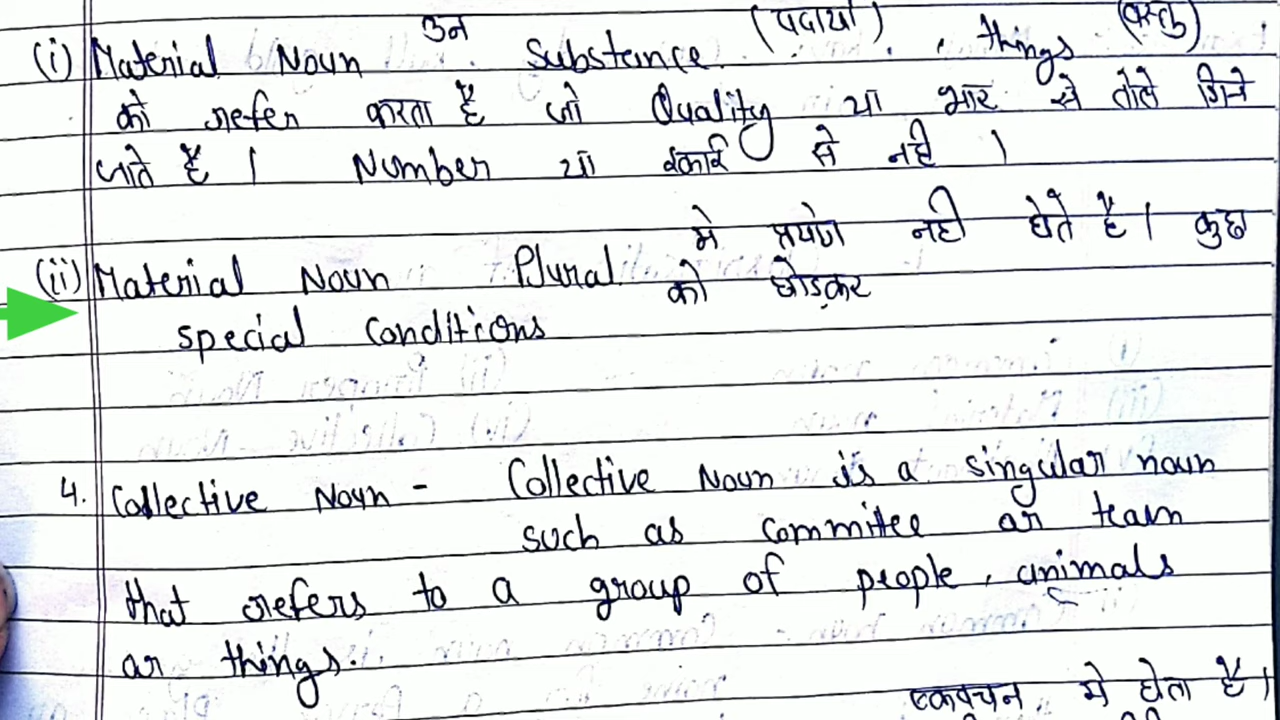 (i) Material Noun उन Substance (पदार्थो), things (वस्तु)
को refer करता है जो Quality या भार से तोले गिने
जाते है । Number या इकाई से नही ।
मे प्रयोग नही होते है । कुछ
(ii) Material Noun Plural को छोड़कर
special conditions
4. Collective Noun - Collective Noun is a singular noun
such as committee or team
that refers to a group of people, animals
or things.
एकवचन मे होता है।